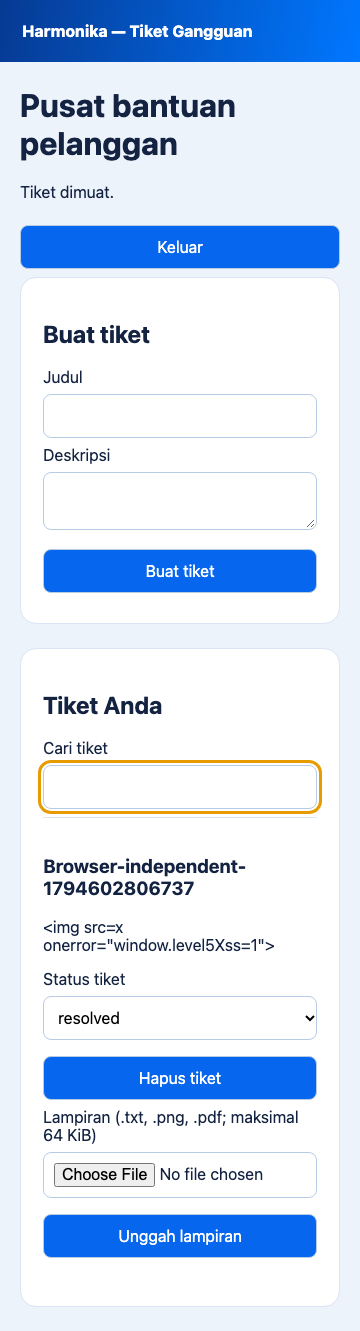 Harmonika — Tiket Gangguan
Pusat bantuan
pelanggan
Tiket dimuat.
Keluar
Buat tiket
Judul
Deskripsi
Buat tiket
Tiket Anda
Cari tiket
Browser-independent-
1794602806737
<img src=x
onerror="window.level5Xss=1">
Status tiket
resolved
Hapus tiket
Lampiran (.txt, .png, .pdf; maksimal
64 KiB)
Choose File No file chosen
Unggah lampiran